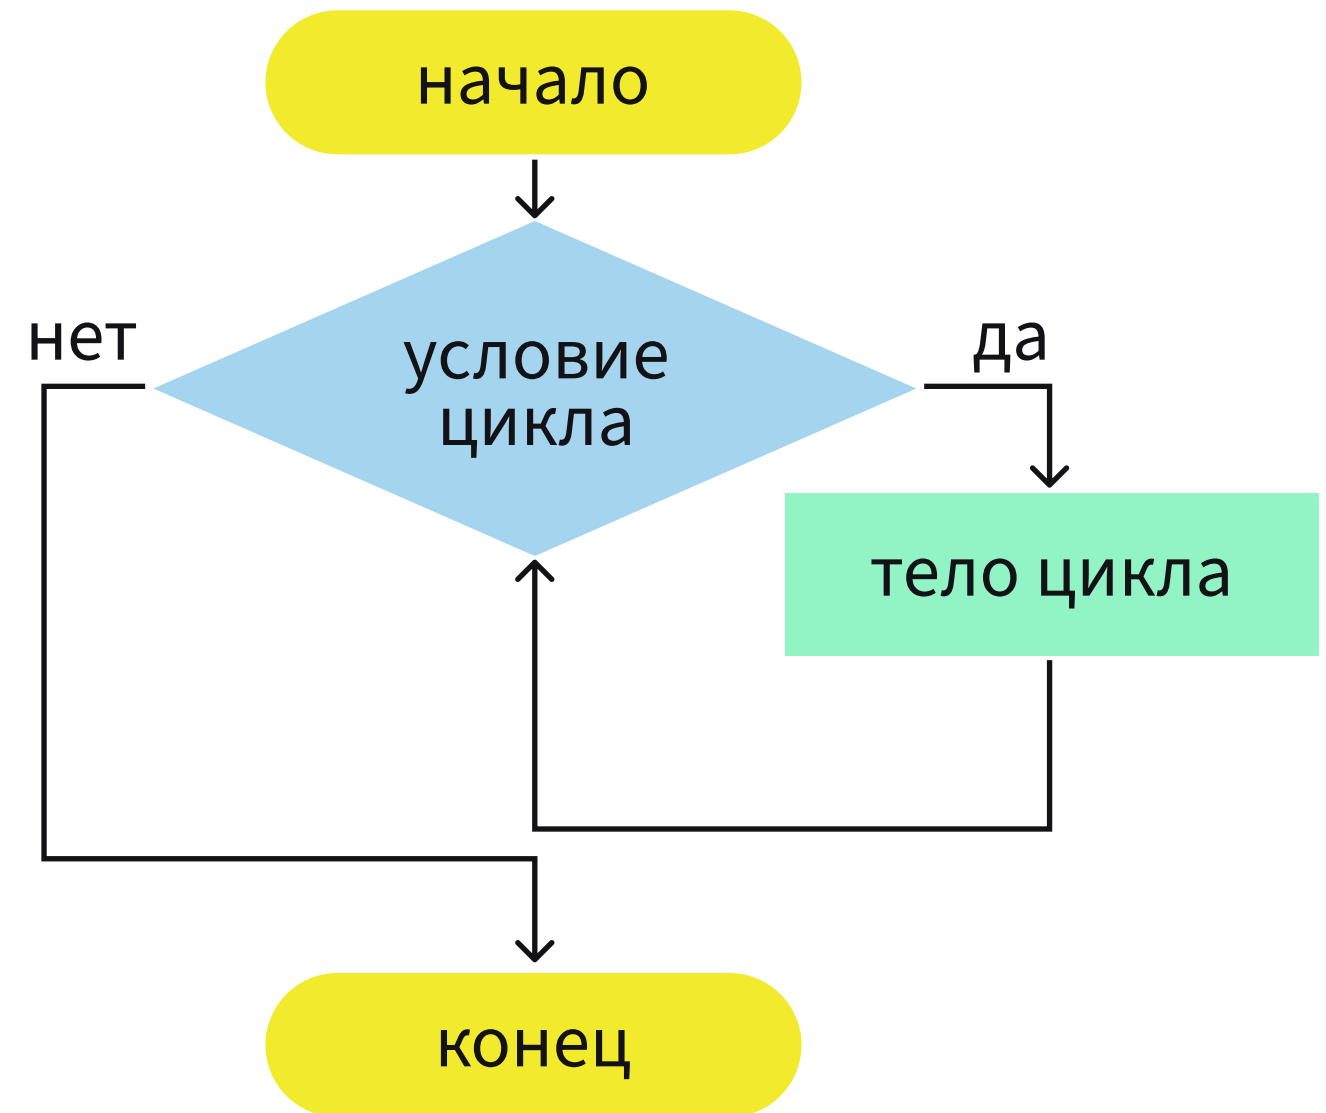 начало
нет
условие
цикла
да
тело цикла
конец